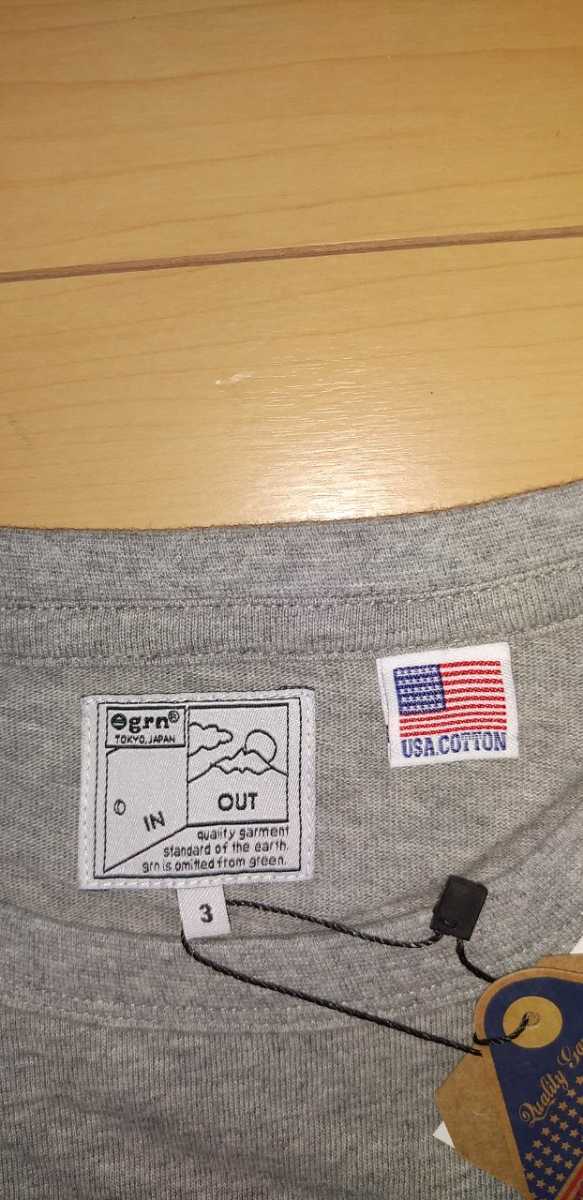 grn®
TOKYO, JAPAN
IN
OUT
quality garment
standard of the earth.
grn is omitted from green.
3
USA.COTTON
Quality